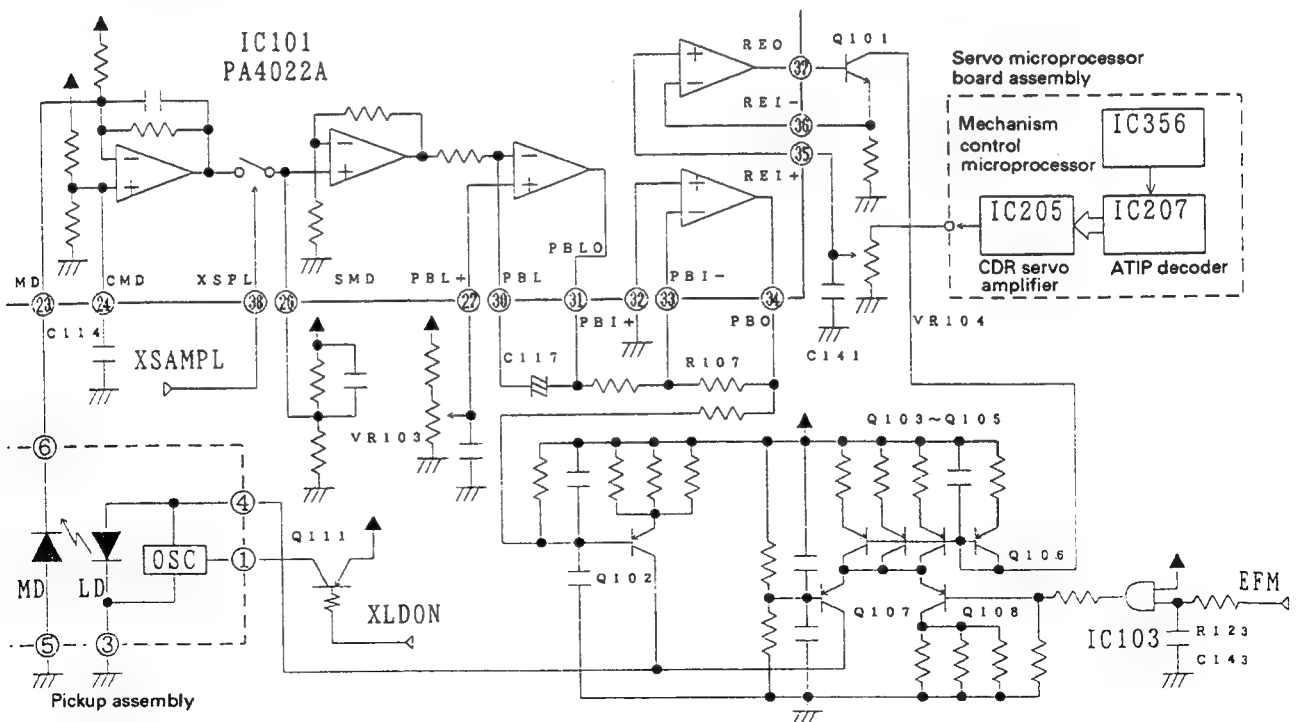 IC101
PA4022A
REO
37
Q101
REI-
36
35
REI+
Servo microprocessor
board assembly
Mechanism
control
microprocessor
IC356
IC205
IC207
CDR servo
amplifier
ATIP decoder
MD
CMD
XSPL
SMD
PBL+
PBL
PBLO
PBI-
23
24
38
26
27
30
31
32
33
34
PBI+
PBO
VR104
C114
XSAMPL
C117
R107
C141
VR103
Q103~Q105
6
4
1
OSC
MD
LD
Q111
XLDON
5
3
Pickup assembly
Q102
Q106
Q107
Q108
IC103
EFM
R123
C143